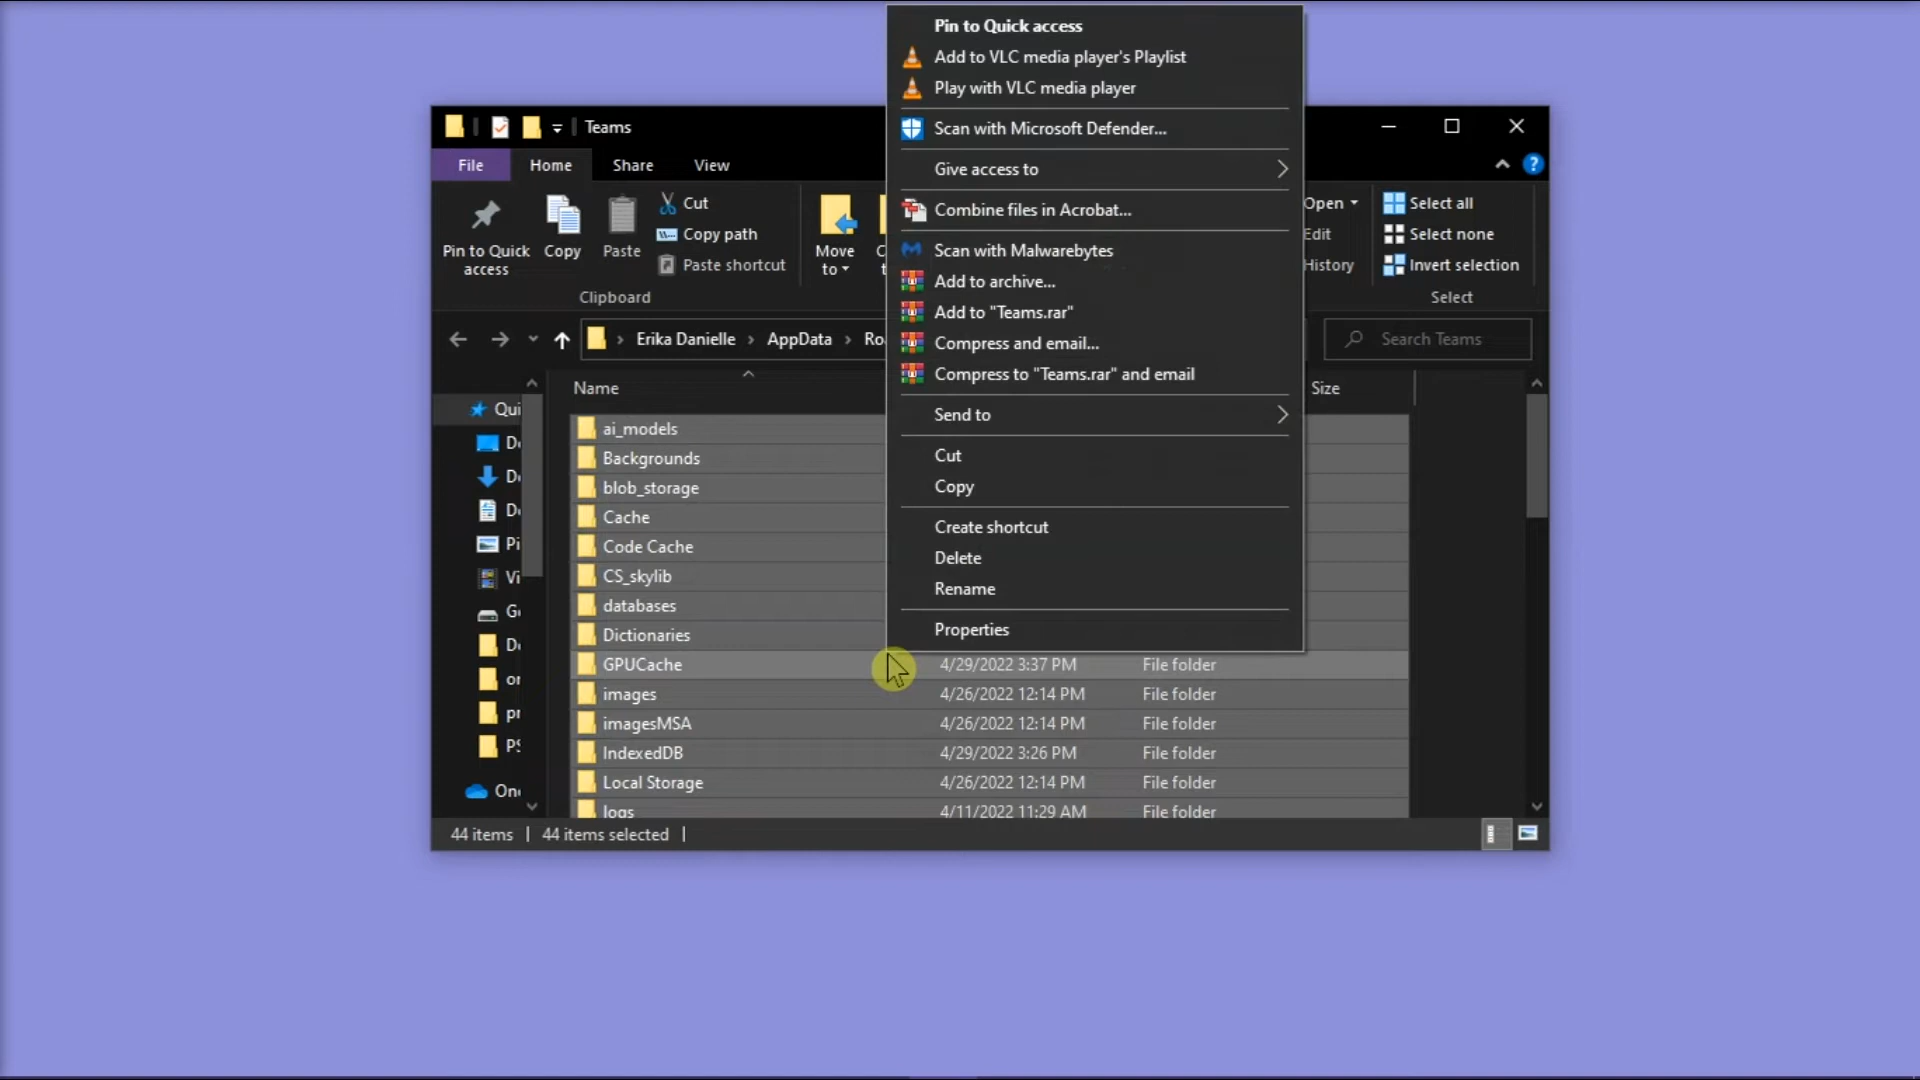 Pin to Quick access
Add to VLC media player's Playlist
Play with VLC media player
Scan with Microsoft Defender...
Give access to
Combine files in Acrobat...
Scan with Malwarebytes
Add to archive...
Add to "Teams.rar"
Compress and email...
Compress to "Teams.rar" and email
Send to
Cut
Copy
Create shortcut
Delete
Rename
Properties
Teams
File Home Share View
Pin to Quick access
Copy
Paste
Cut
Copy path
Paste shortcut
Clipboard
Move to
Open
Edit
History
Select all
Select none
Invert selection
Select
Erika Danielle > AppData >
Search Teams
Name Size
ai_models
Backgrounds
blob_storage
Cache
Code Cache
CS_skylib
databases
Dictionaries
GPUCache 4/29/2022 3:37 PM File folder
images 4/26/2022 12:14 PM File folder
imagesMSA 4/26/2022 12:14 PM File folder
IndexedDB 4/29/2022 3:26 PM File folder
Local Storage 4/26/2022 12:14 PM File folder
logs 4/11/2022 11:29 AM File folder
44 items | 44 items selected |